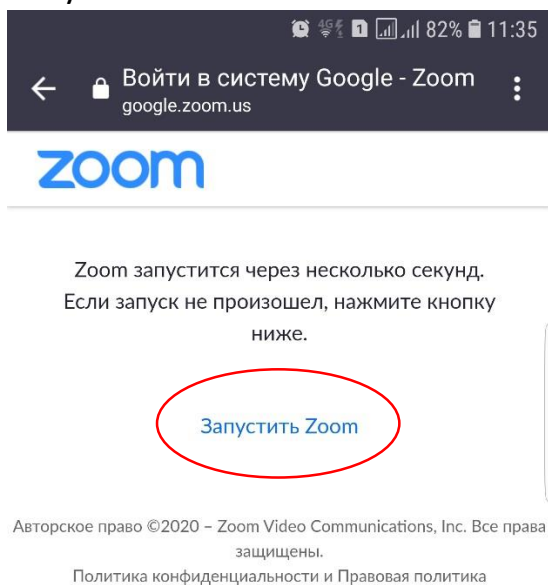 82% 11:35
Войти в систему Google - Zoom
google.zoom.us
zoom
Zoom запустится через несколько секунд.
Если запуск не произошел, нажмите кнопку
ниже.
Запустить Zoom
Авторское право ©2020 – Zoom Video Communications, Inc. Все права
защищены.
Политика конфиденциальности и Правовая политика